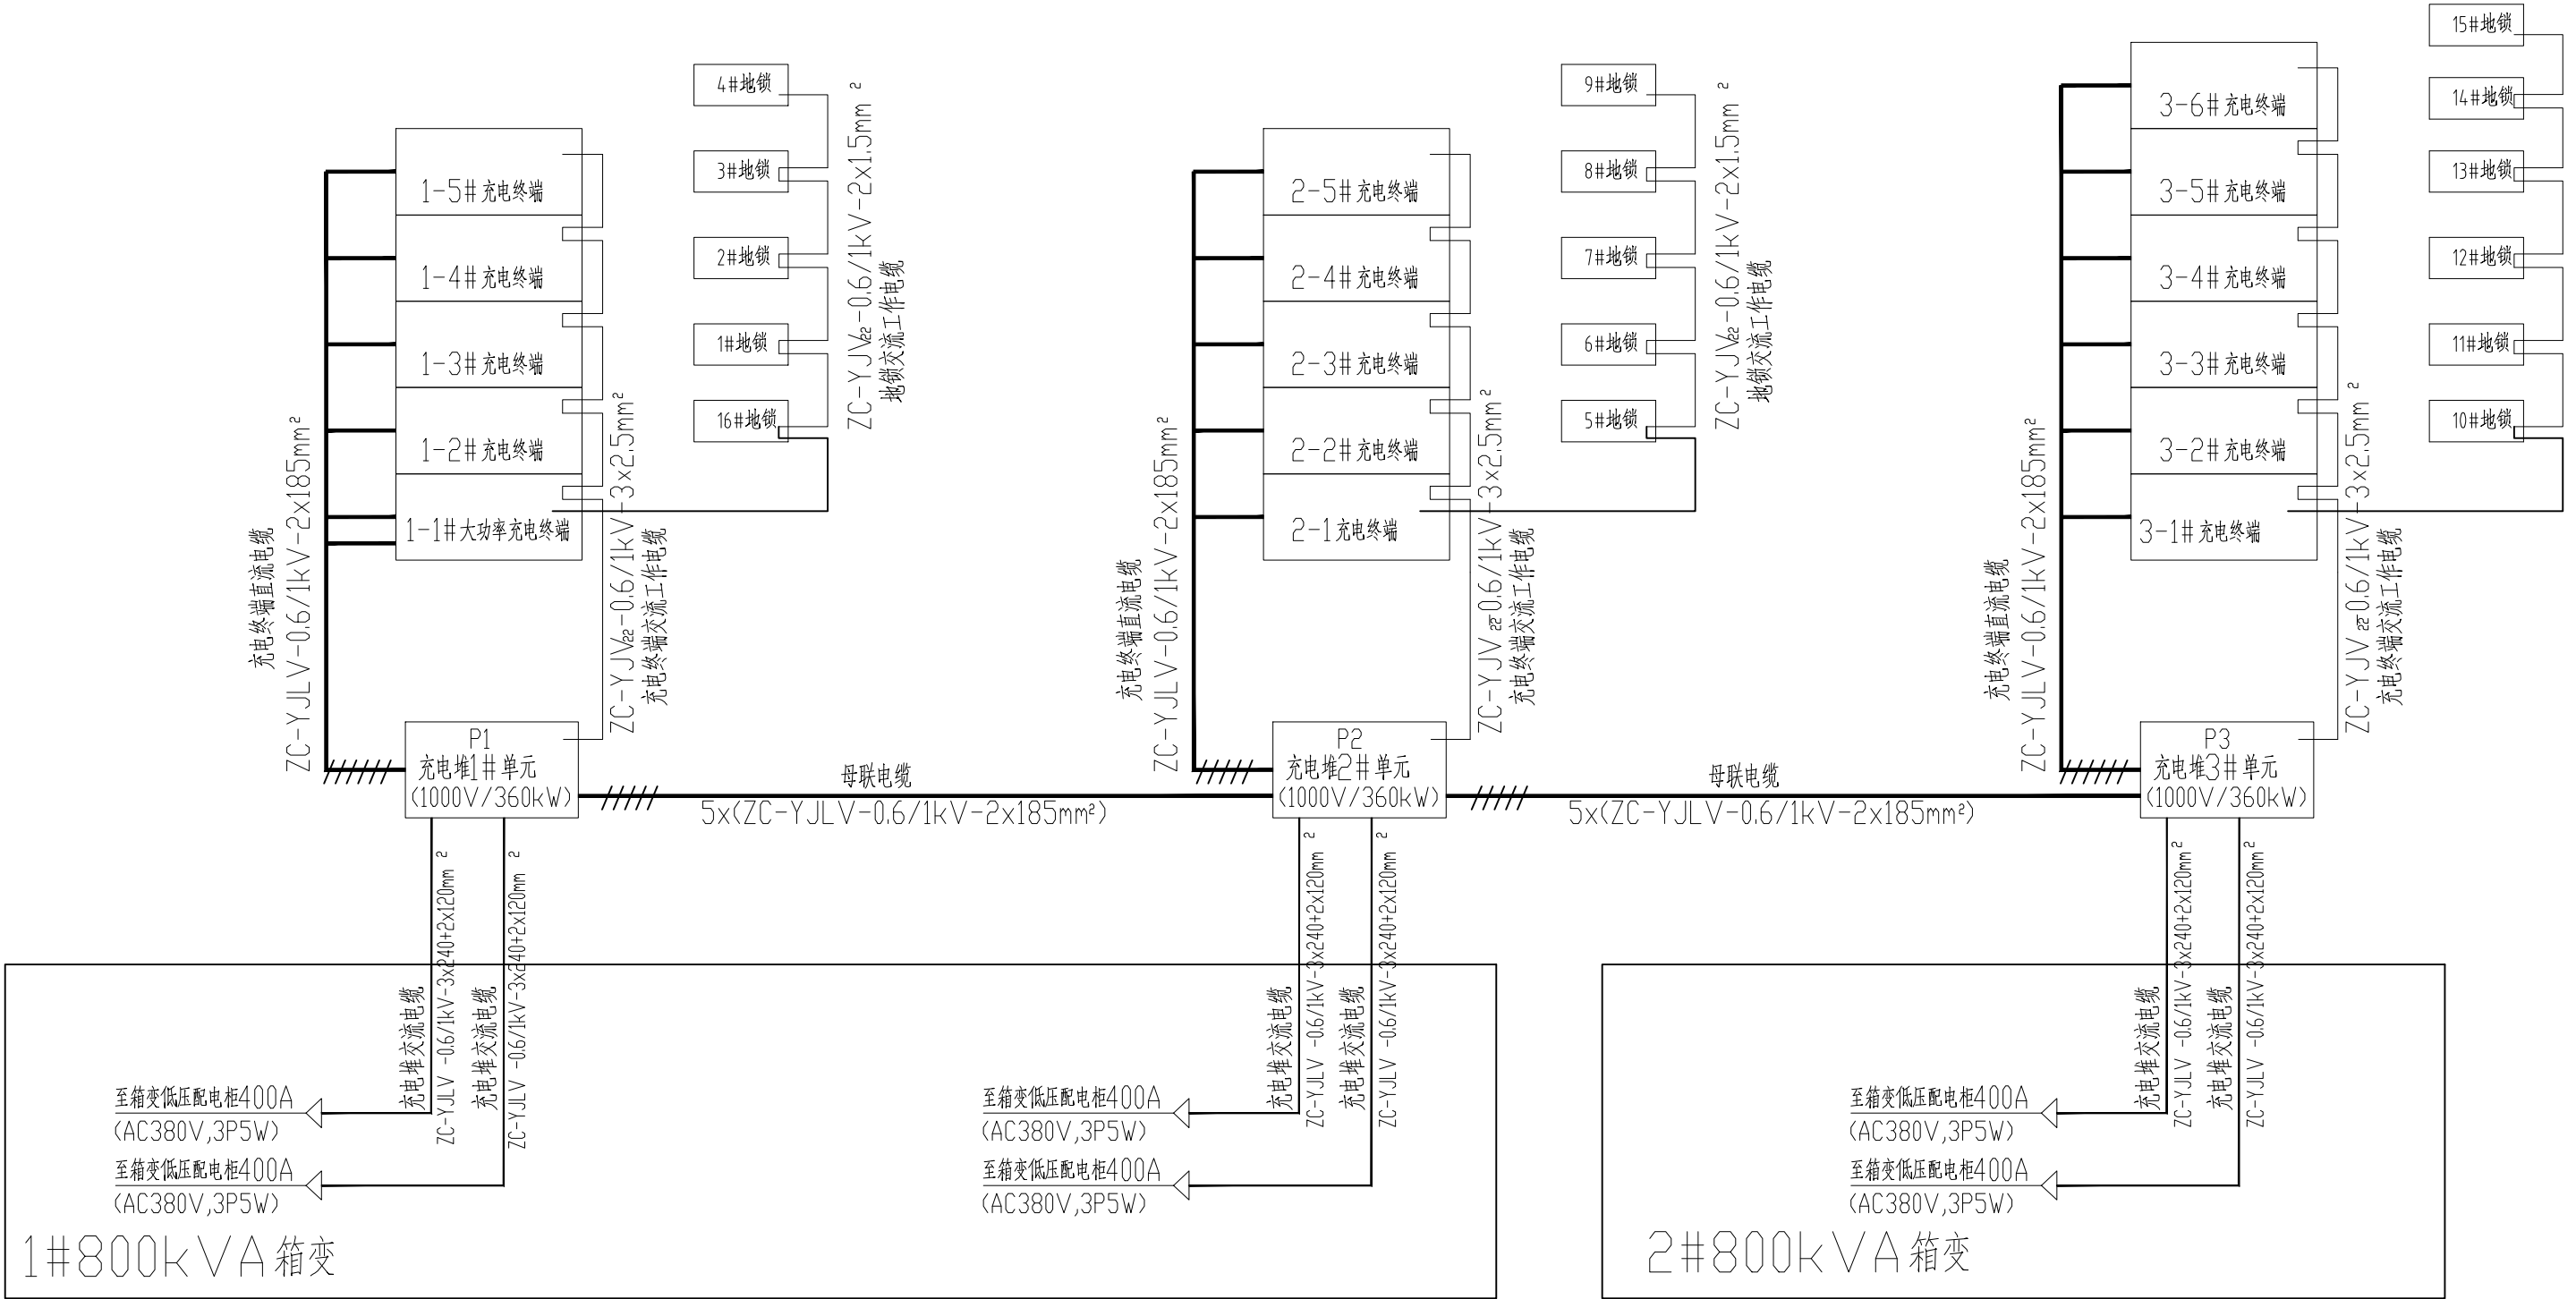 4#地锁
3#地锁
2#地锁
1#地锁
16#地锁
ZC-YJV22-0.6/1kV-2x1.5mm²
地锁交流工作电缆
1-5#充电终端
1-4#充电终端
1-3#充电终端
1-2#充电终端
1-1#大功率充电终端
充电终端直流电缆
ZC-YJLV-0.6/1kV-2x185mm²
ZC-YJV22-0.6/1kV-3x2.5mm²
充电终端交流工作电缆
P1
充电堆1#单元
(1000V/360kW)
母联电缆
5x(ZC-YJLV-0.6/1kV-2x185mm²)
9#地锁
8#地锁
7#地锁
6#地锁
5#地锁
ZC-YJV22-0.6/1kV-2x1.5mm²
地锁交流工作电缆
2-5#充电终端
2-4#充电终端
2-3#充电终端
2-2#充电终端
2-1充电终端
充电终端直流电缆
ZC-YJLV-0.6/1kV-2x185mm²
ZC-YJV22-0.6/1kV-3x2.5mm²
充电终端交流工作电缆
P2
充电堆2#单元
(1000V/360kW)
母联电缆
5x(ZC-YJLV-0.6/1kV-2x185mm²)
15#地锁
14#地锁
13#地锁
12#地锁
11#地锁
10#地锁
3-6#充电终端
3-5#充电终端
3-4#充电终端
3-3#充电终端
3-2#充电终端
3-1#充电终端
充电终端直流电缆
ZC-YJLV-0.6/1kV-2x185mm²
ZC-YJV22-0.6/1kV-3x2.5mm²
充电终端交流工作电缆
P3
充电堆3#单元
(1000V/360kW)
充电堆交流电缆
ZC-YJLV-0.6/1kV-3x240+2x120mm²
充电堆交流电缆
ZC-YJLV-0.6/1kV-3x240+2x120mm²
至箱变低压配电柜400A
(AC380V,3P5W)
至箱变低压配电柜400A
(AC380V,3P5W)
1#800kVA箱变
充电堆交流电缆
ZC-YJLV-0.6/1kV-3x240+2x120mm²
充电堆交流电缆
ZC-YJLV-0.6/1kV-3x240+2x120mm²
至箱变低压配电柜400A
(AC380V,3P5W)
至箱变低压配电柜400A
(AC380V,3P5W)
充电堆交流电缆
ZC-YJLV-0.6/1kV-3x240+2x120mm²
充电堆交流电缆
ZC-YJLV-0.6/1kV-3x240+2x120mm²
至箱变低压配电柜400A
(AC380V,3P5W)
至箱变低压配电柜400A
(AC380V,3P5W)
2#800kVA箱变